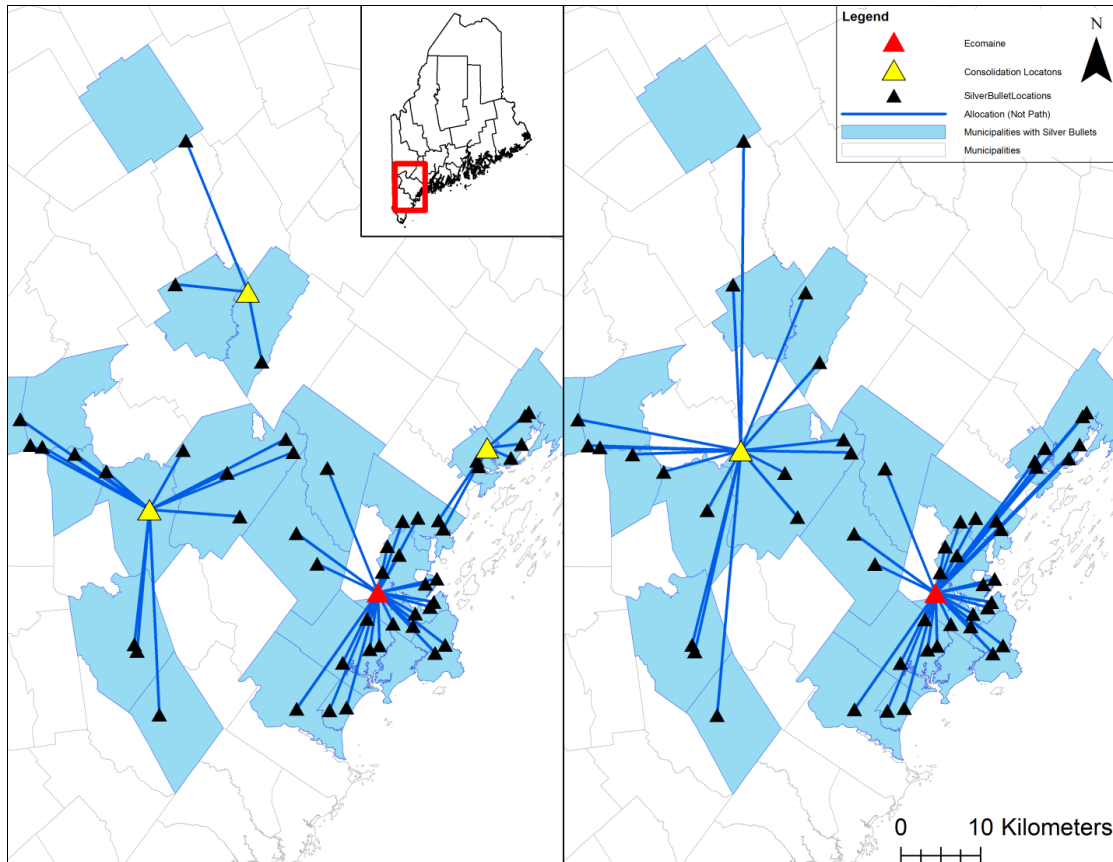 Legend
N
Ecomaine
Consolidation Locatons
SilverBulletLocations
Allocation (Not Path)
Municipalities with Silver Bullets
Municipalities
0 10 Kilometers